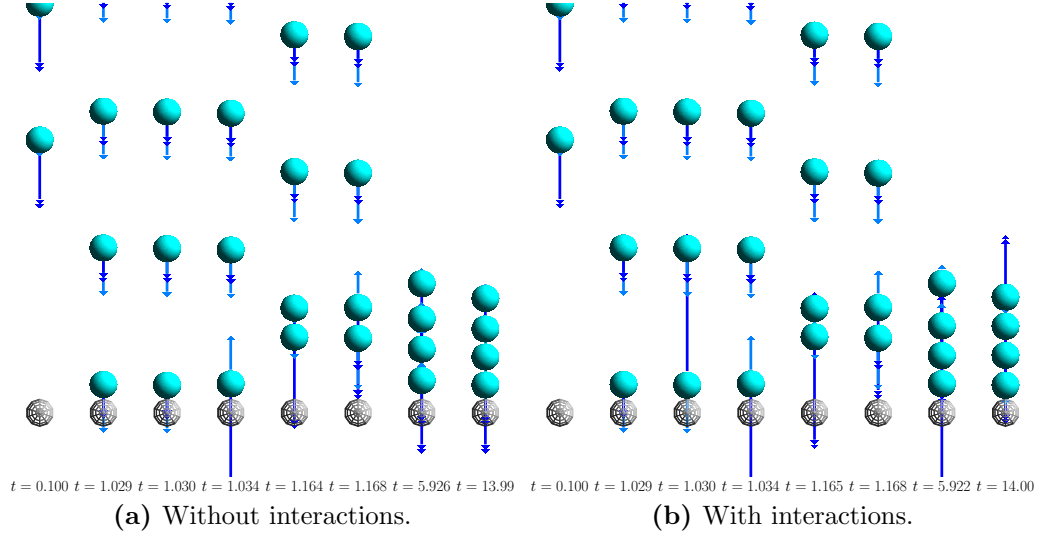 t = 0.100 t = 1.029 t = 1.030 t = 1.034 t = 1.164 t = 1.168 t = 5.926 t = 13.99 t = 0.100 t = 1.029 t = 1.030 t = 1.034 t = 1.165 t = 1.168 t = 5.922 t = 14.00
(a) Without interactions. (b) With interactions.